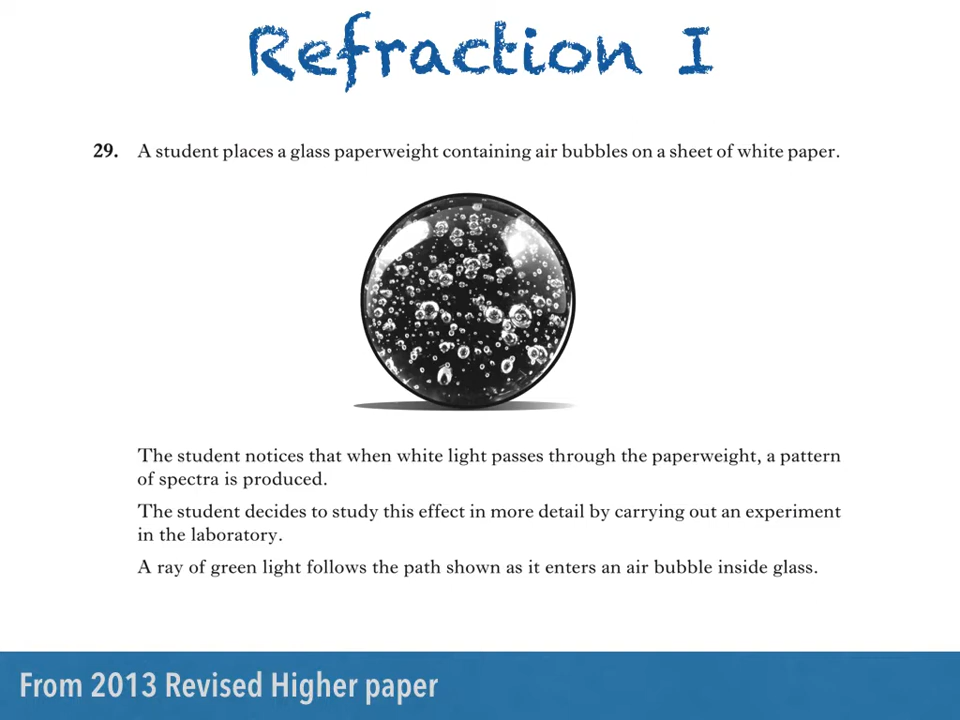 Refraction I
29. A student places a glass paperweight containing air bubbles on a sheet of white paper.
The student notices that when white light passes through the paperweight, a pattern
of spectra is produced.
The student decides to study this effect in more detail by carrying out an experiment
in the laboratory.
A ray of green light follows the path shown as it enters an air bubble inside glass.
From 2013 Revised Higher paper